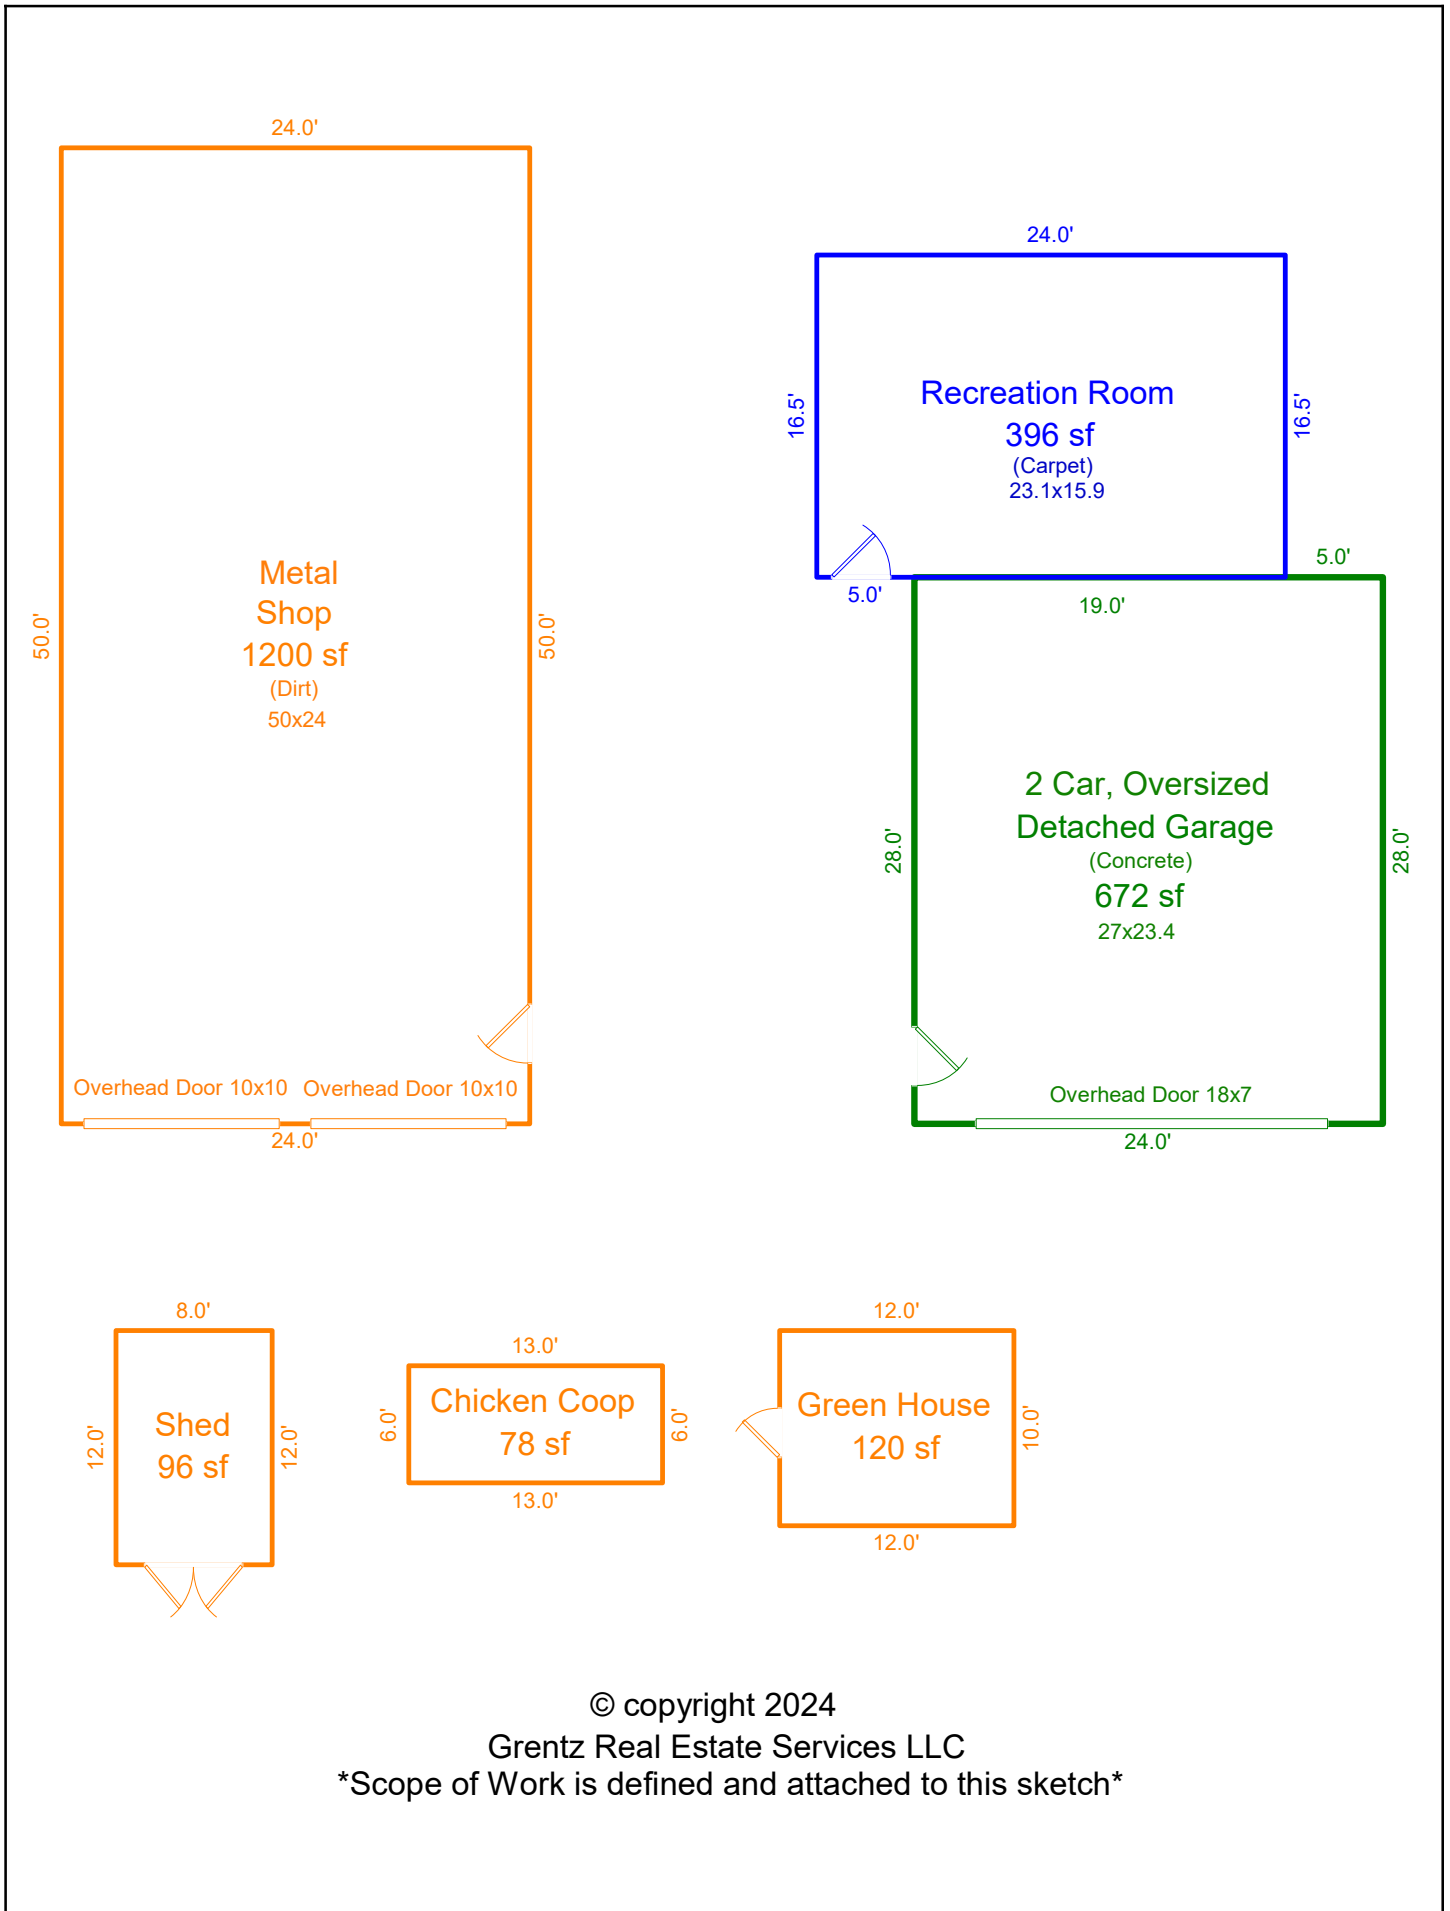 24.0'
50.0'
Metal
Shop
1200 sf
(Dirt)
50x24
50.0'
Overhead Door 10x10
Overhead Door 10x10
24.0'
24.0'
16.5'
Recreation Room
396 sf
(Carpet)
23.1x15.9
16.5'
5.0'
5.0'
19.0'
28.0'
2 Car, Oversized
Detached Garage
(Concrete)
672 sf
27x23.4
28.0'
Overhead Door 18x7
24.0'
8.0'
12.0'
Shed
96 sf
12.0'
13.0'
6.0'
Chicken Coop
78 sf
6.0'
13.0'
12.0'
Green House
120 sf
10.0'
12.0'
© copyright 2024
Grentz Real Estate Services LLC
*Scope of Work is defined and attached to this sketch*